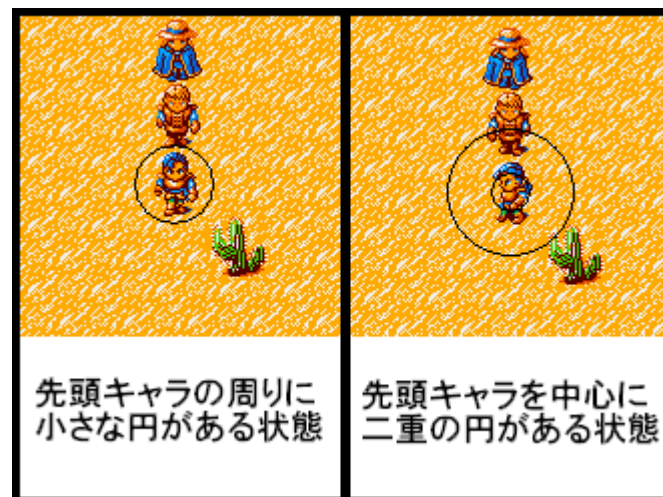 先頭キャラの周りに
小さな円がある状態
先頭キャラを中心に
二重の円がある状態